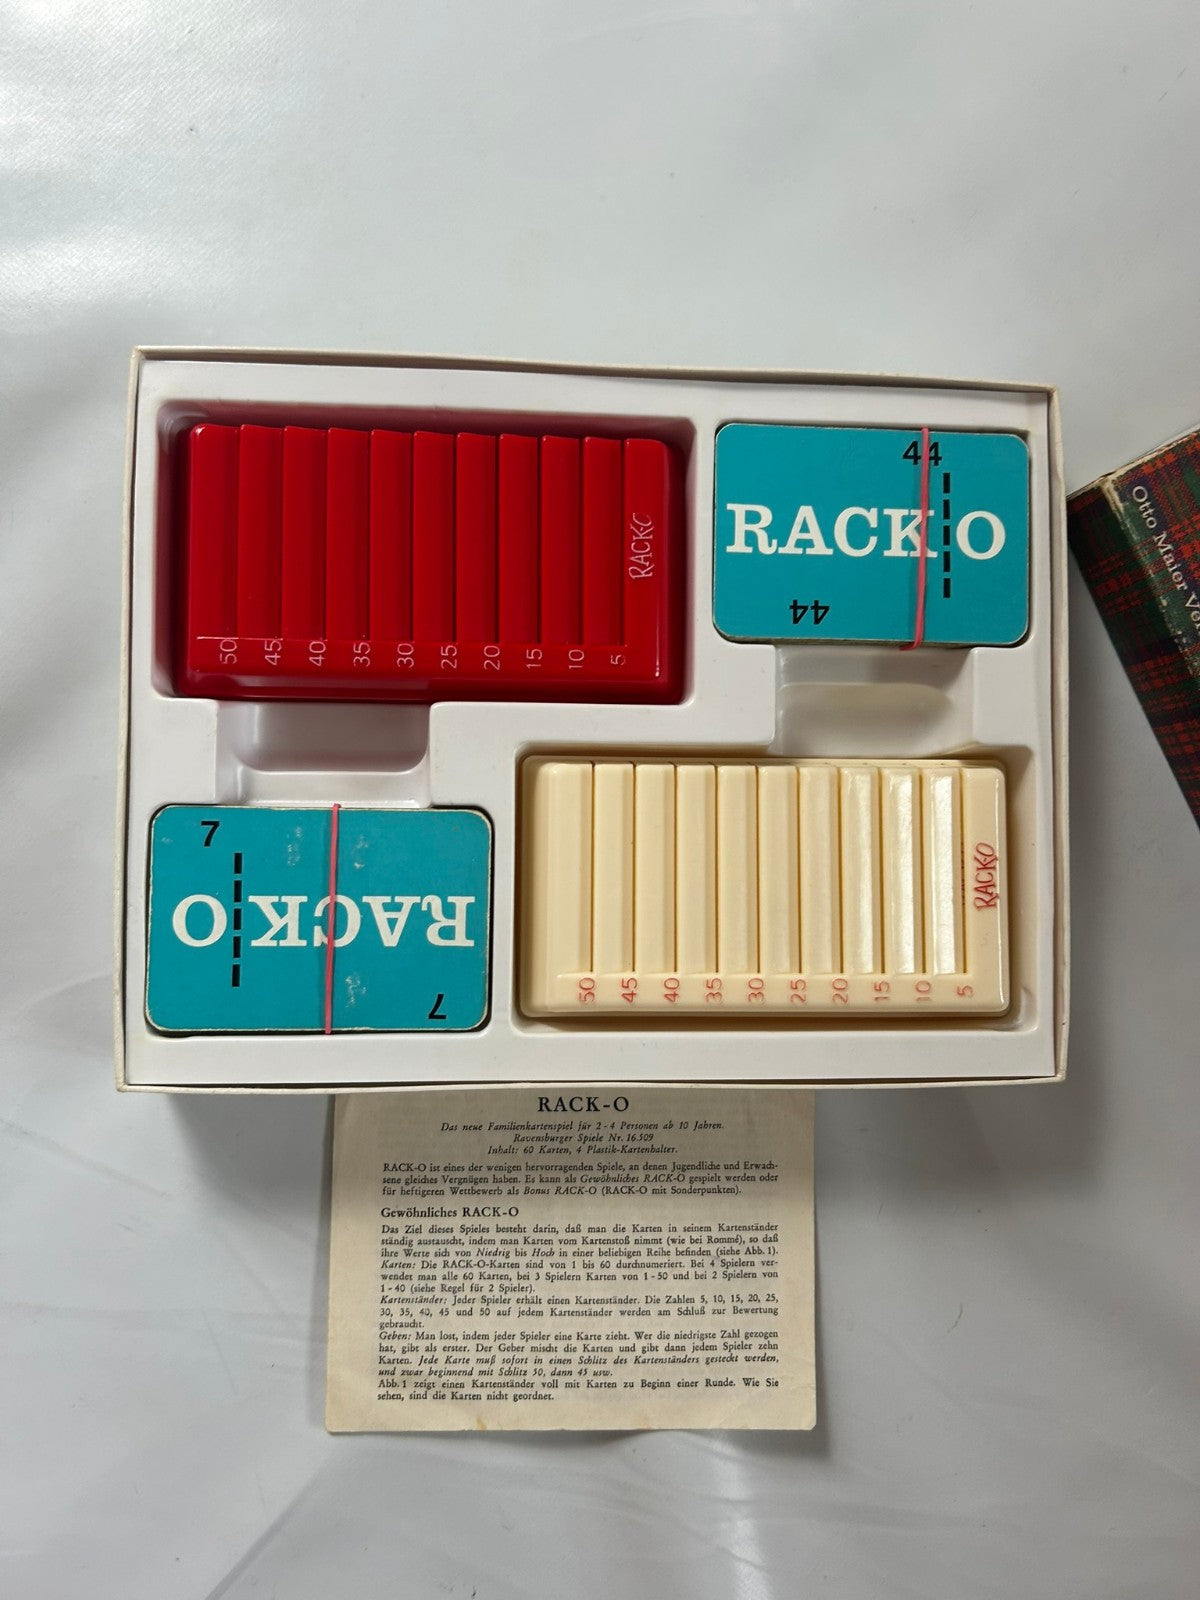 RACK-O
50
45
40
35
30
25
20
15
10
5
44
RACK O
44
Otto Maier
7
RACK O
7
RACK-O
50
45
40
35
30
25
20
15
10
5
RACK-O
Das neue Familienkartenspiel für 2-4 Personen ab 10 Jahren.
Ravensburger Spiele Nr. 16.509
Inhalt: 60 Karten, 4 Plastik-Kartenhalter.
RACK-O ist eines der wenigen hervorragenden Spiele, an denen Jugendliche und Erwach-
sene gleiches Vergnügen haben. Es kann als Gewöhnliches RACK-O gespielt werden oder
für heftigeren Wettbewerb als Bonus RACK-O (RACK-O mit Sonderpunkten).
Gewöhnliches RACK-O
Das Ziel dieses Spieles besteht darin, daß man die Karten in seinem Kartenständer
ständig austauscht, indem man Karten vom Kartenstoß nimmt (wie bei Rommé), so daß
ihre Werte sich von Niedrig bis Hoch in einer beliebigen Reihe befinden (siehe Abb. 1).
Karten: Die RACK-O-Karten sind von 1 bis 60 durchnumeriert. Bei 4 Spielern ver-
wendet man alle 60 Karten, bei 3 Spielern Karten von 1-50 und bei 2 Spielern von
1-40 (siehe Regel für 2 Spieler).
Kartenständer: Jeder Spieler erhält einen Kartenständer. Die Zahlen 5, 10, 15, 20, 25,
30, 35, 40, 45 und 50 auf jedem Kartenständer werden am Schluß zur Bewertung
gebraucht.
Geben: Man lost, indem jeder Spieler eine Karte zieht. Wer die niedrigste Zahl gezogen
hat, gibt als erster. Der Geber mischt die Karten und gibt dann jedem Spieler zehn
Karten. Jede Karte muß sofort in einen Schlitz des Kartenständers gesteckt werden,
und zwar beginnend mit Schlitz 50, dann 45 usw.
Abb. 1 zeigt einen Kartenständer voll mit Karten zu Beginn einer Runde. Wie Sie
sehen, sind die Karten nicht geordnet.